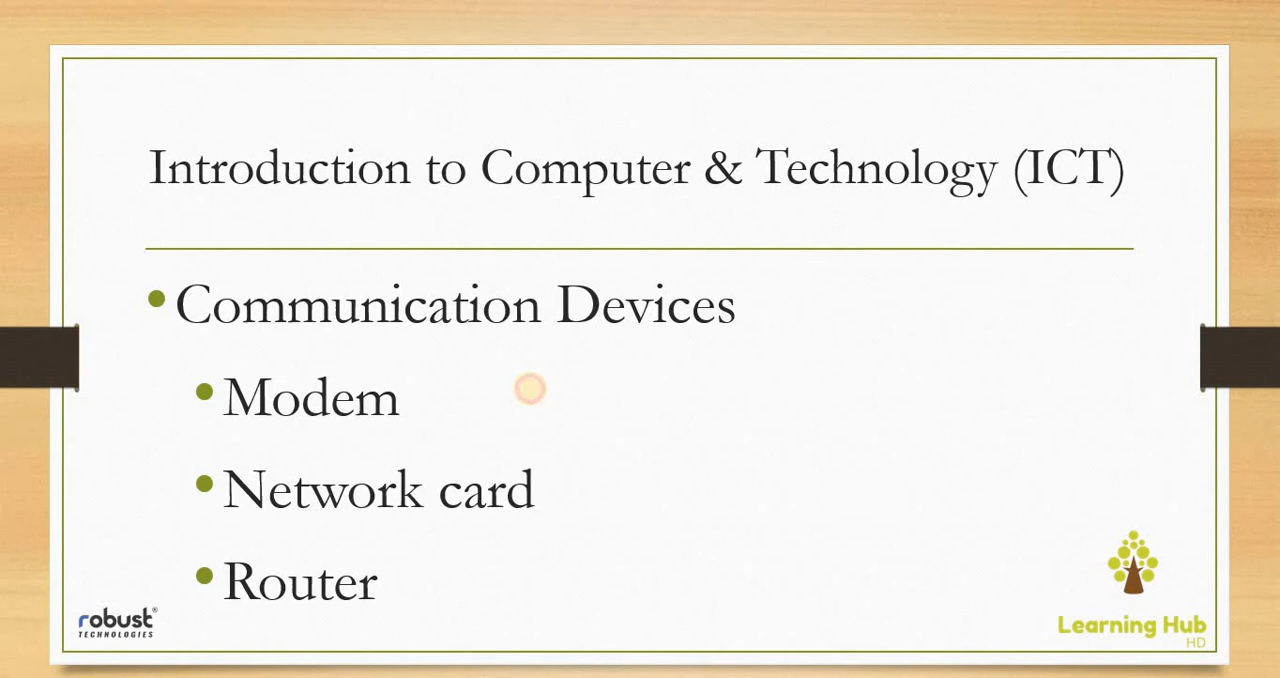 Introduction to Computer & Technology (ICT)
Communication Devices
Modem
Network card
Router
robust®
TECHNOLOGIES
Learning Hub
HD